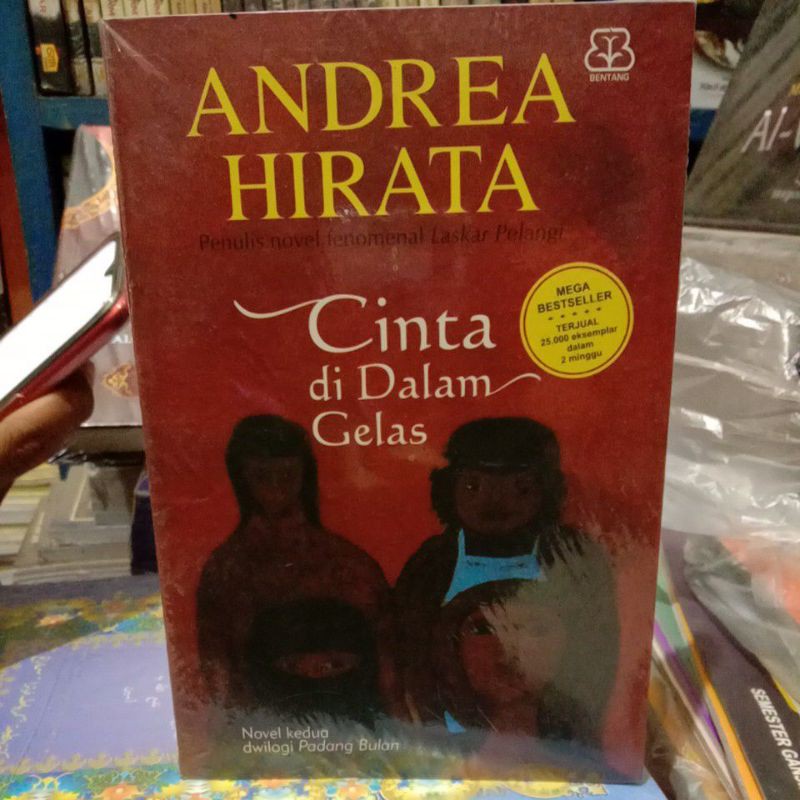 ANDREA
BENTANG
HIRATA
Penulis novel fenomenal Laskar Pelangi
Cinta
di Dalam
Gelas
MEGA
BESTSELLER
TERJUAL
25.000 eksemplar
dalam
2 minggu
Novel kedua
dwilogi Padang Bulan
Al-
SEMESTER